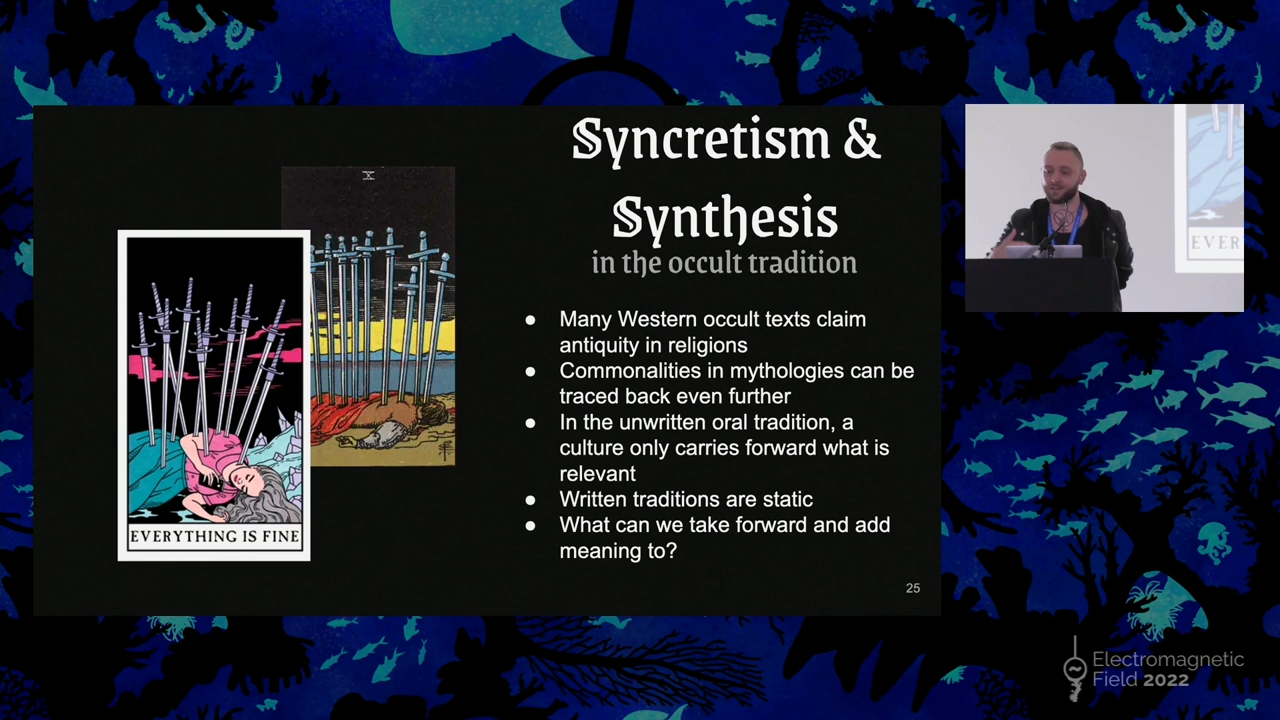 Syncretism &
Synthesis
in the occult tradition
● Many Western occult texts claim
antiquity in religions
● Commonalities in mythologies can be
traced back even further
● In the unwritten oral tradition, a
culture only carries forward what is
relevant
● Written traditions are static
● What can we take forward and add
meaning to?
25
X
EVERYTHING IS FINE
EVER
Electromagnetic
Field 2022